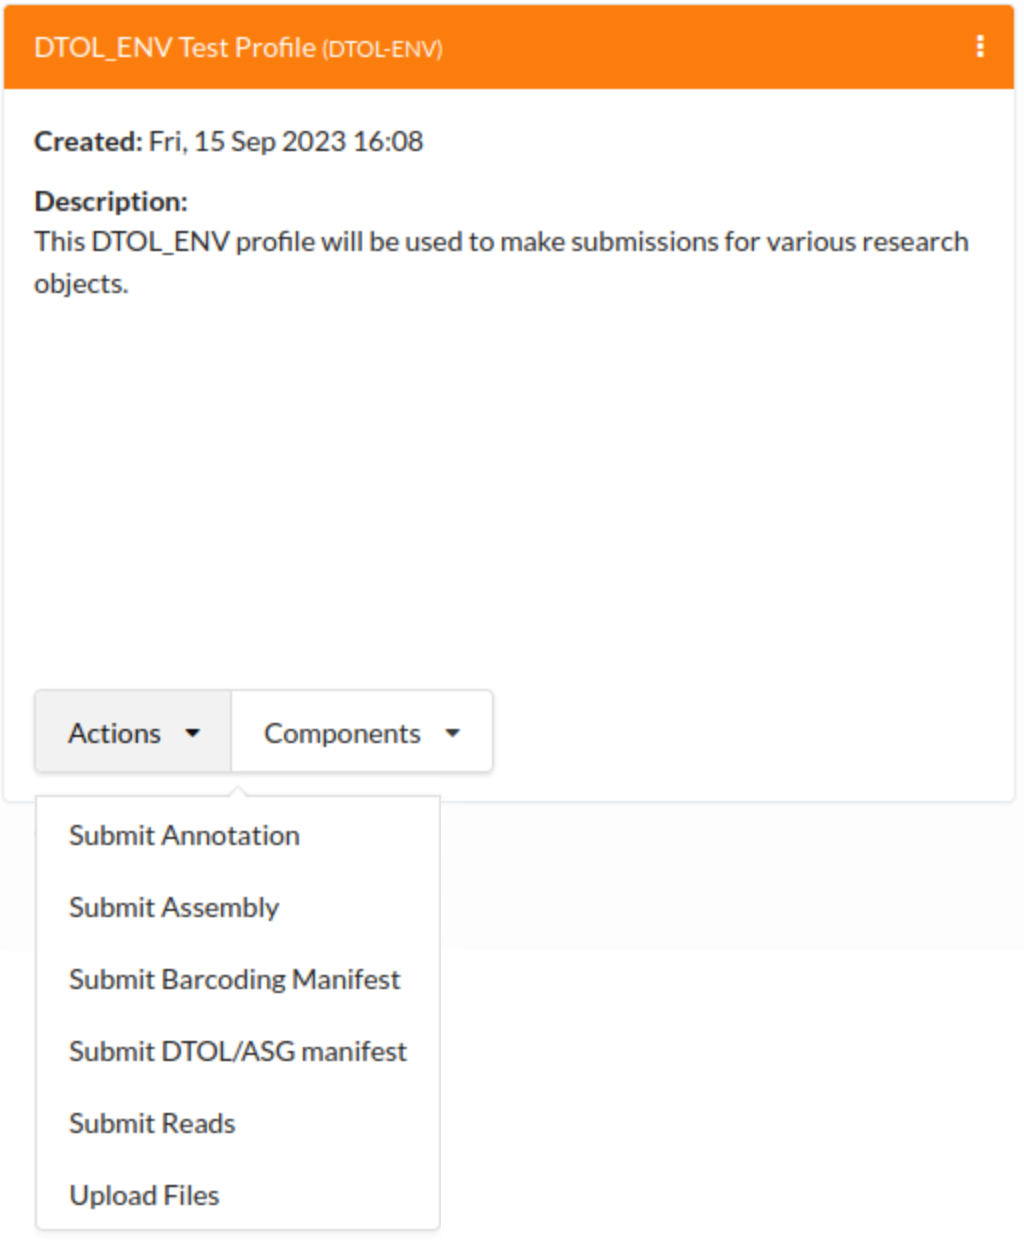 DTOL_ENV Test Profile (DTOL-ENV)
Created: Fri, 15 Sep 2023 16:08
Description:
This DTOL_ENV profile will be used to make submissions for various research
objects.
Actions Components
Submit Annotation
Submit Assembly
Submit Barcoding Manifest
Submit DTOL/ASG manifest
Submit Reads
Upload Files